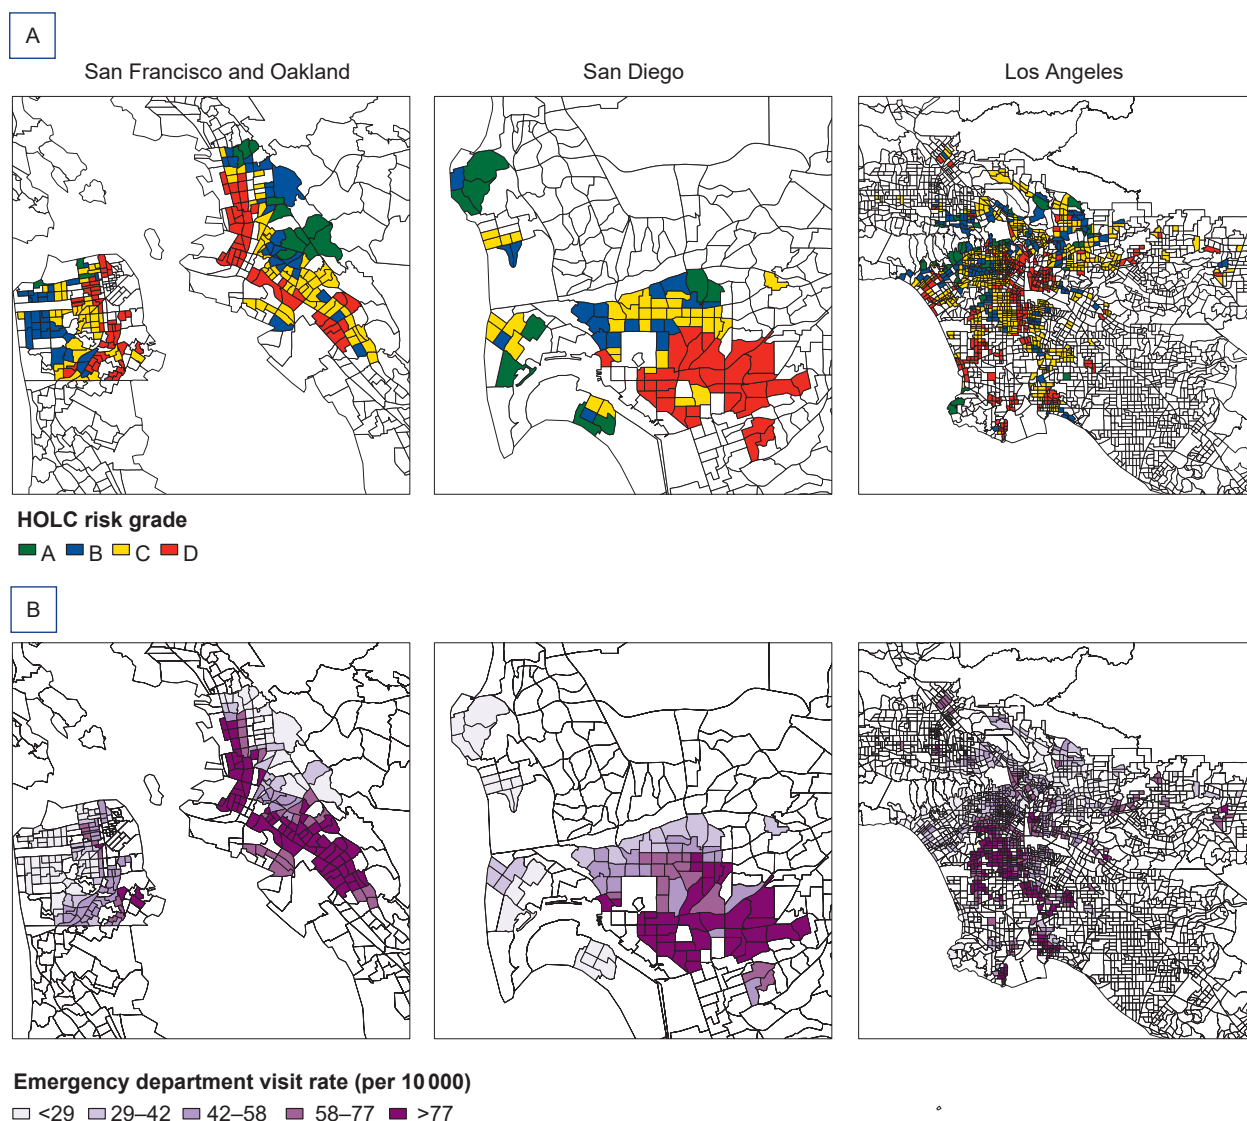 A
San Francisco and Oakland
San Diego
Los Angeles
HOLC risk grade
A B C D
B
Emergency department visit rate (per 10 000)
<29 29–42 42–58 58–77 >77